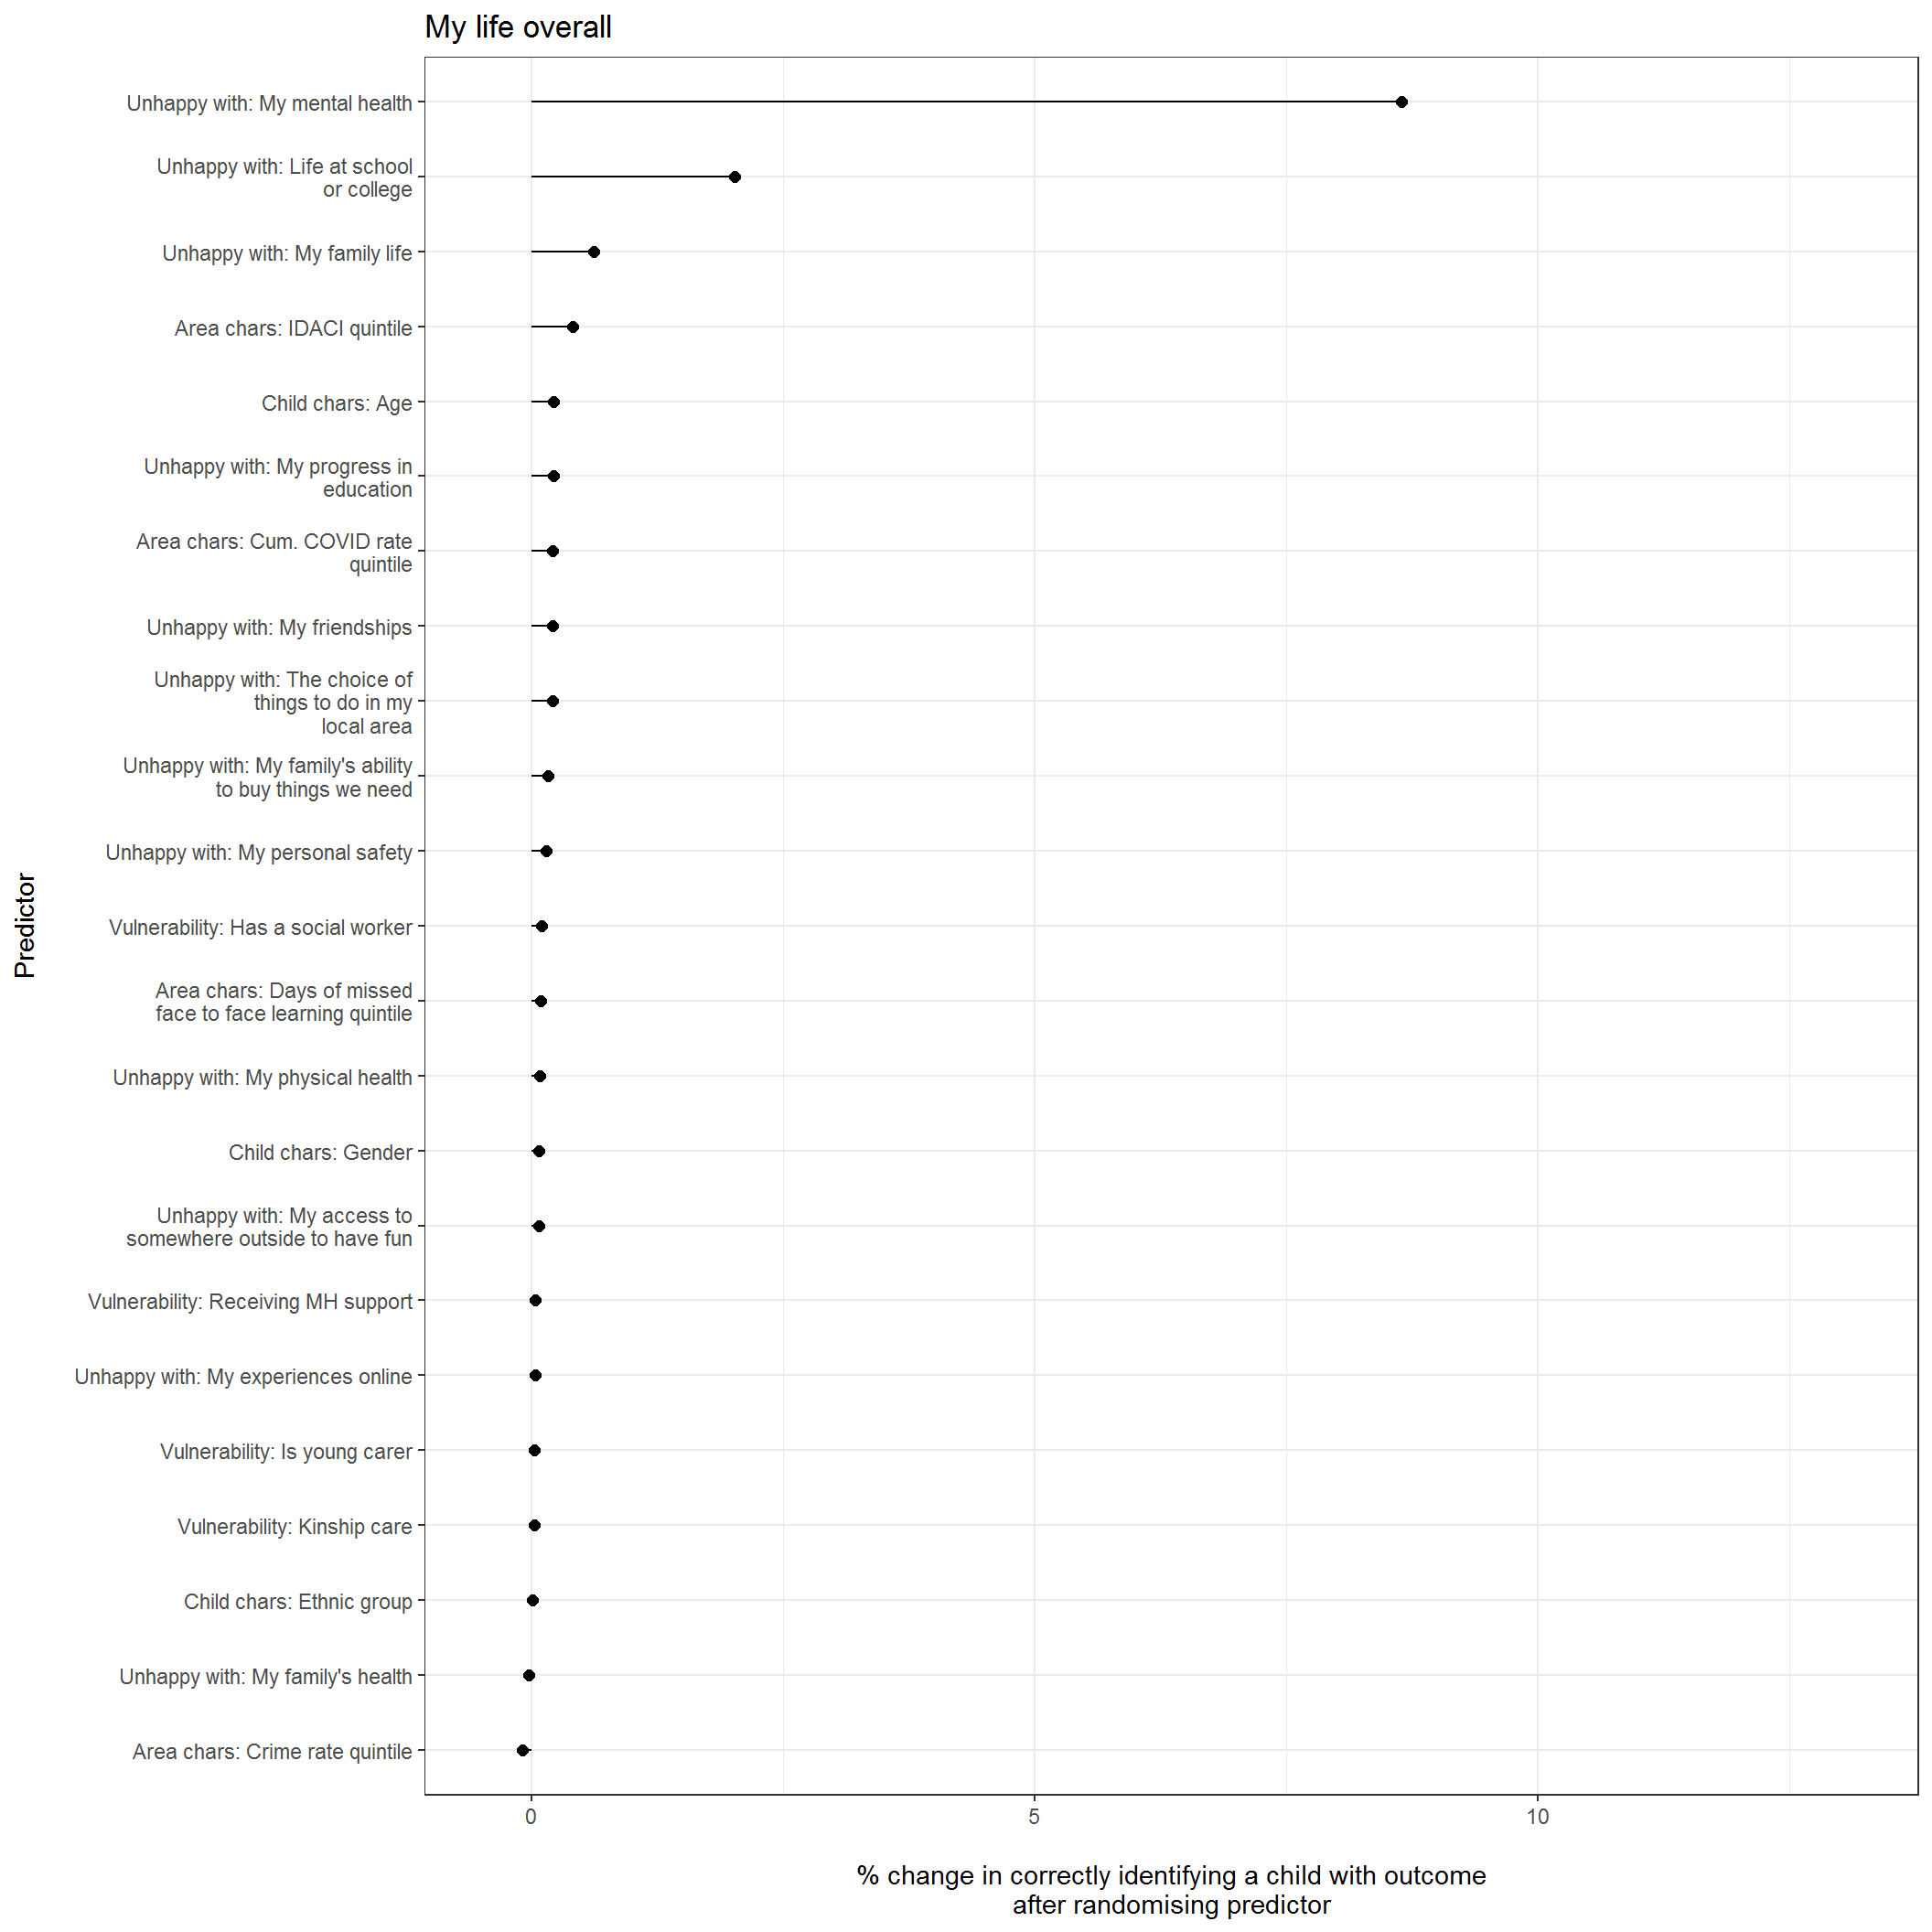 My life overall
Unhappy with: My mental health
Unhappy with: Life at school
or college
Unhappy with: My family life
Area chars: IDACI quintile
Child chars: Age
Unhappy with: My progress in
education
Area chars: Cum. COVID rate
quintile
Unhappy with: My friendships
Unhappy with: The choice of
things to do in my
local area
Unhappy with: My family's ability
to buy things we need
Unhappy with: My personal safety
Vulnerability: Has a social worker
Area chars: Days of missed
face to face learning quintile
Unhappy with: My physical health
Child chars: Gender
Unhappy with: My access to
somewhere outside to have fun
Vulnerability: Receiving MH support
Unhappy with: My experiences online
Vulnerability: Is young carer
Vulnerability: Kinship care
Child chars: Ethnic group
Unhappy with: My family's health
Area chars: Crime rate quintile
Predictor
0 5 10
% change in correctly identifying a child with outcome
after randomising predictor